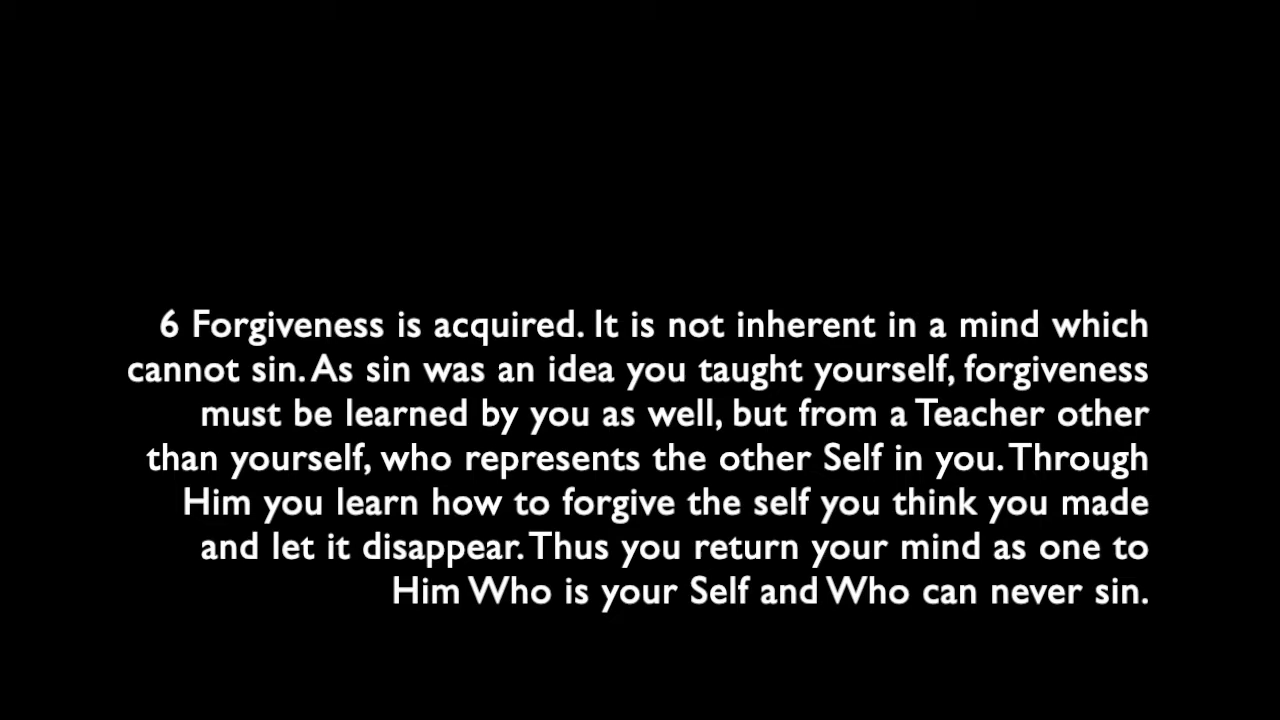 6 Forgiveness is acquired. It is not inherent in a mind which
cannot sin. As sin was an idea you taught yourself, forgiveness
must be learned by you as well, but from a Teacher other
than yourself, who represents the other Self in you. Through
Him you learn how to forgive the self you think you made
and let it disappear. Thus you return your mind as one to
Him Who is your Self and Who can never sin.